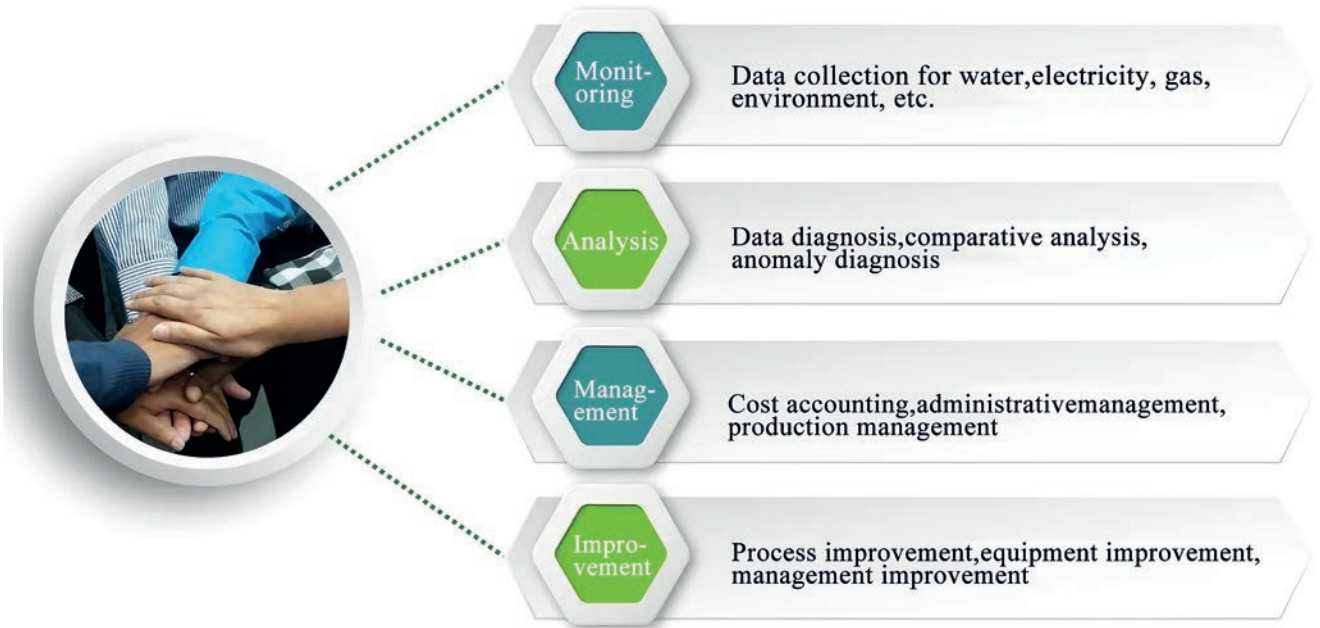 Monit-
oring
Data collection for water,electricity, gas,
environment, etc.
Analysis
Data diagnosis,comparative analysis,
anomaly diagnosis
Manag-
ement
Cost accounting,administrativemanagement,
production management
Impro-
vement
Process improvement,equipment improvement,
management improvement